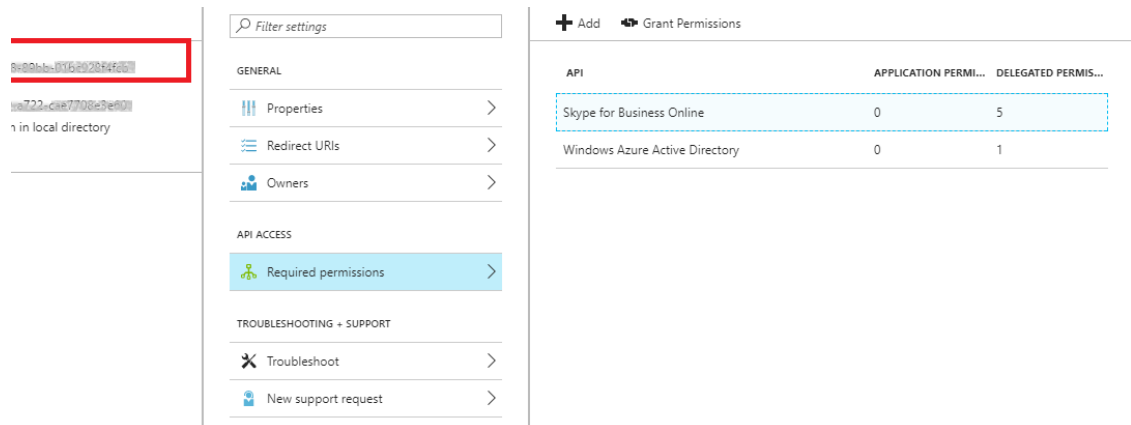 n in local directory
Filter settings
GENERAL
Properties
Redirect URIs
Owners
API ACCESS
Required permissions
TROUBLESHOOTING + SUPPORT
Troubleshoot
New support request
Add Grant Permissions
API APPLICATION PERMI... DELEGATED PERMIS...
Skype for Business Online 0 5
Windows Azure Active Directory 0 1